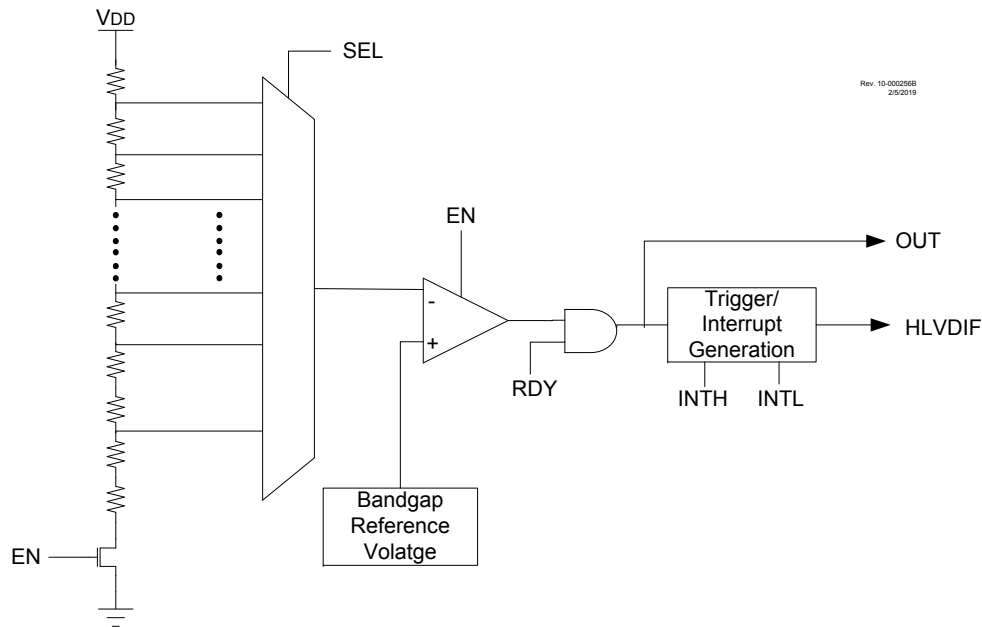 VDD
SEL
Rev. 10-000256B
2/5/2019
EN
OUT
-
+
Trigger/
Interrupt
Generation
HLVDIF
RDY
INTH
INTL
Bandgap
Reference
Volatge
EN